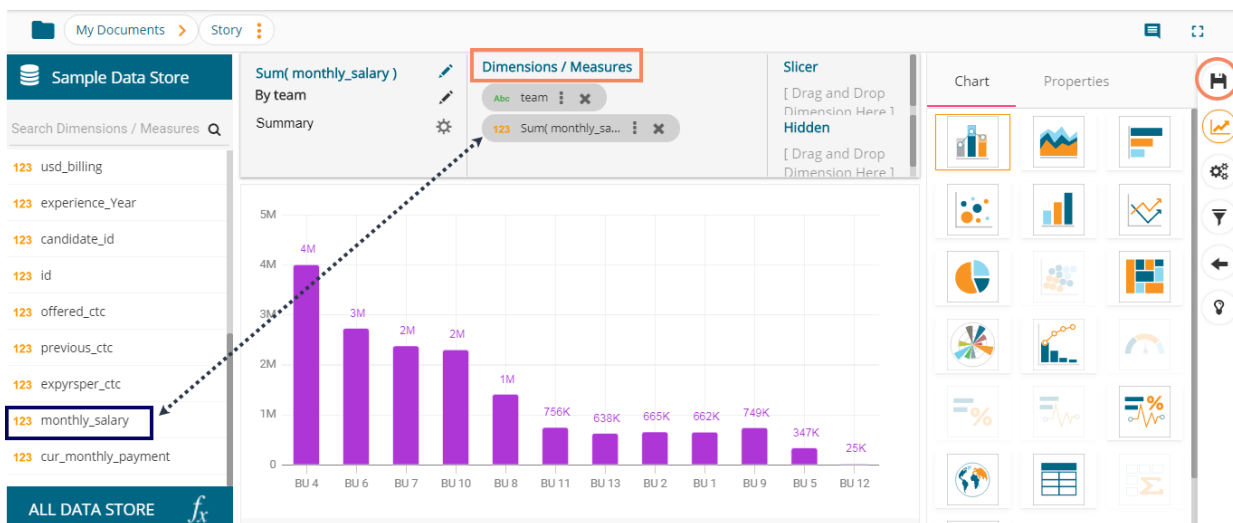 My Documents > Story
Sample Data Store
Search Dimensions / Measures
123 usd_billing
123 experience_Year
123 candidate_id
123 id
123 offered_ctc
123 previous_ctc
123 expyrsper_ctc
123 monthly_salary
123 cur_monthly_payment
ALL DATA STORE fx
Sum( monthly_salary )
By team
Summary
Dimensions / Measures
Abc team
123 Sum( monthly_sa...
Slicer
[ Drag and Drop
Dimension Here ]
Hidden
[ Drag and Drop
Dimension Here ]
5M
4M
3M
2M
1M
0
4M
3M
2M
2M
1M
756K
638K
665K
662K
749K
347K
25K
BU 4 BU 6 BU 7 BU 10 BU 8 BU 11 BU 13 BU 2 BU 1 BU 9 BU 5 BU 12
Chart Properties
%
%